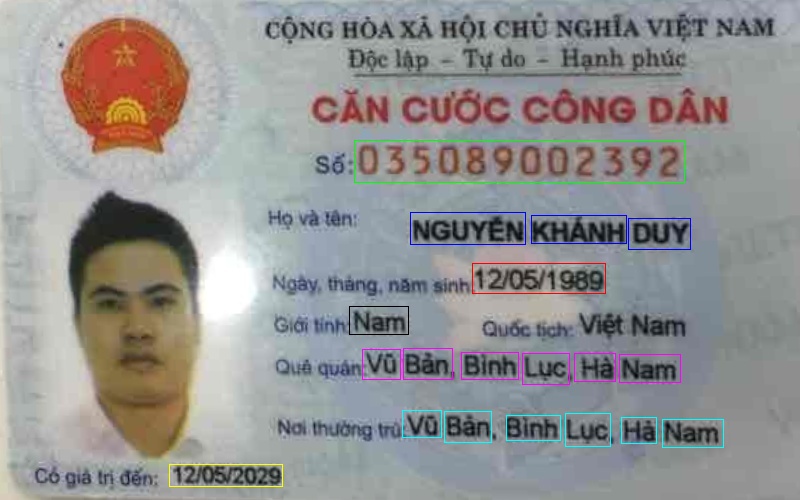 CỘNG HÒA XÃ HỘI CHỦ NGHĨA VIỆT NAM
Độc lập - Tự do - Hạnh phúc
CĂN CƯỚC CÔNG DÂN
Số: 035089002392
Họ và tên: NGUYỄN KHÁNH DUY
Ngày, tháng, năm sinh: 12/05/1989
Giới tính: Nam Quốc tịch: Việt Nam
Quê quán: Vũ Bản, Bình Lục, Hà Nam
Nơi thường trú: Vũ Bản, Bình Lục, Hà Nam
Có giá trị đến: 12/05/2029